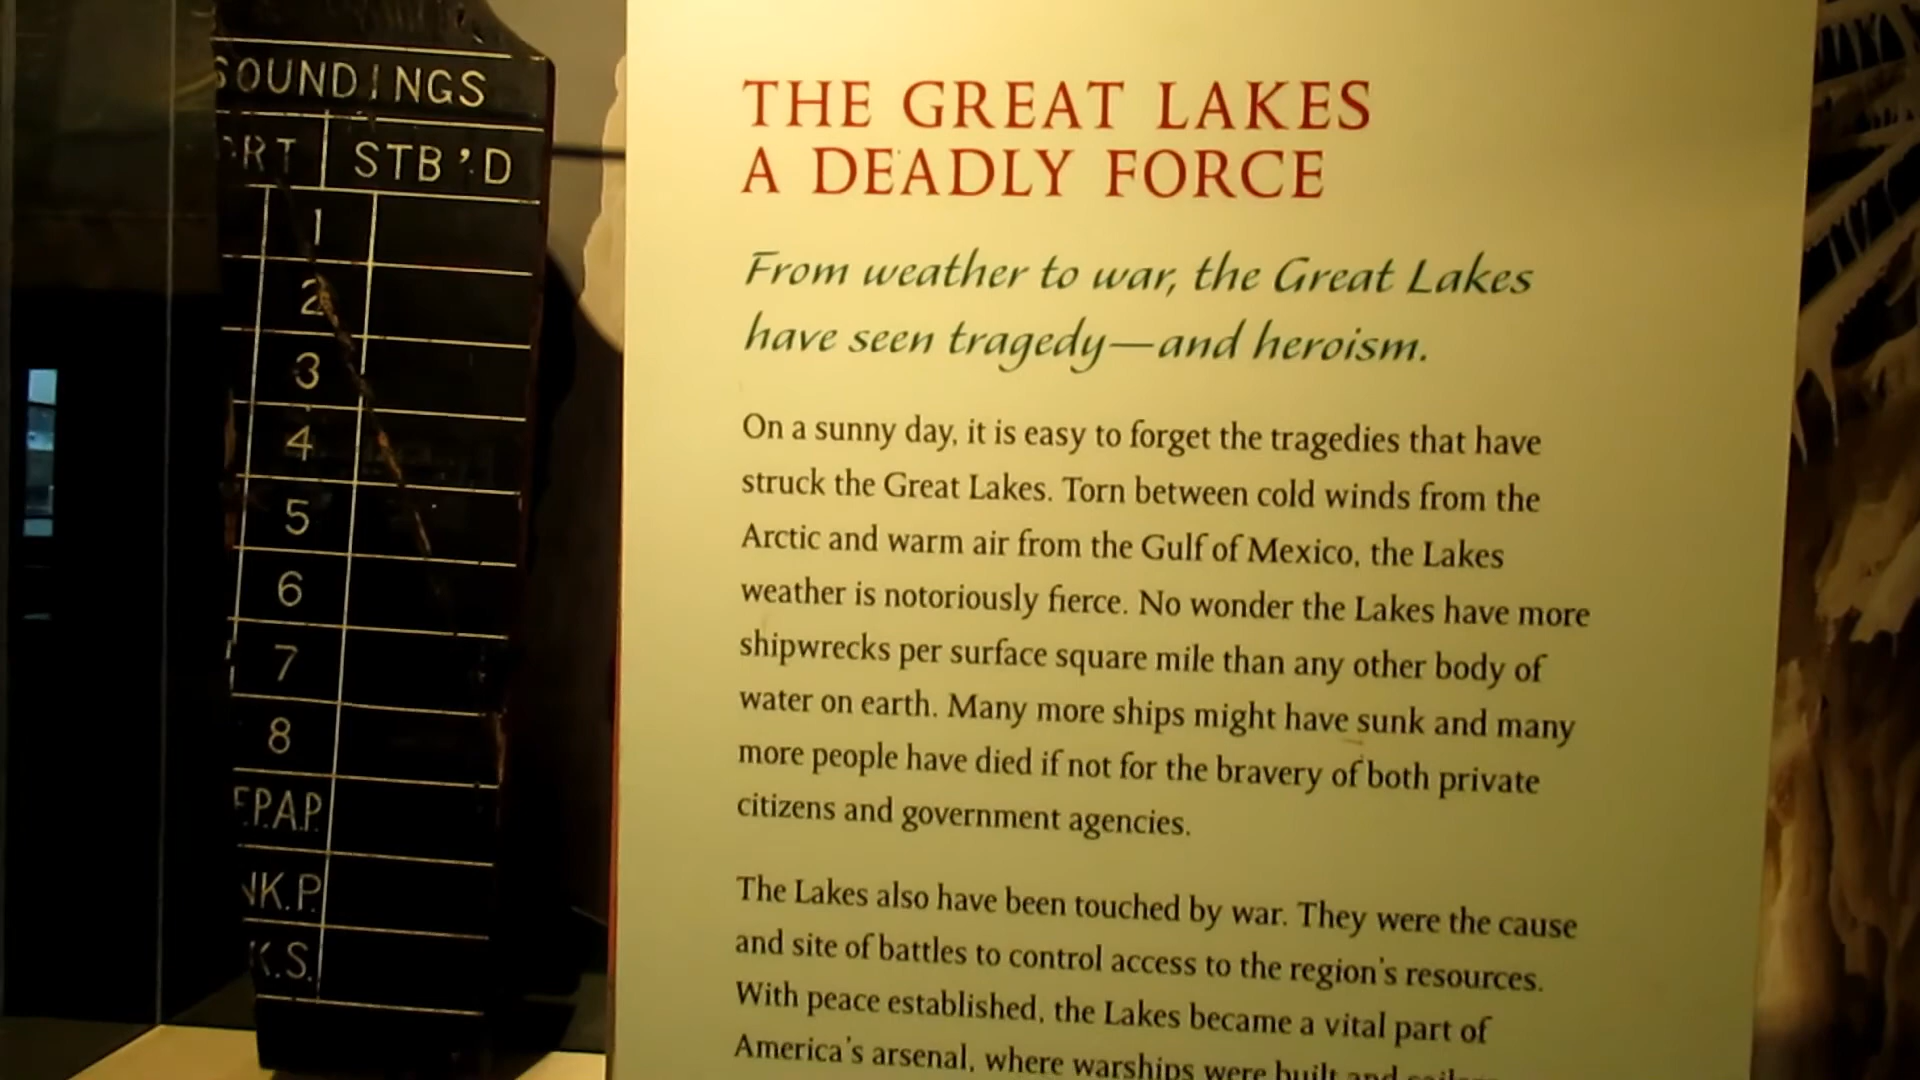 SOUNDINGS
STB'D
1
2
3
4
5
6
7
8
F.P.A.P.
K.P.
K.S.
THE GREAT LAKES
A DEADLY FORCE
From weather to war, the Great Lakes
have seen tragedy—and heroism.
On a sunny day, it is easy to forget the tragedies that have
struck the Great Lakes. Torn between cold winds from the
Arctic and warm air from the Gulf of Mexico, the Lakes
weather is notoriously fierce. No wonder the Lakes have more
shipwrecks per surface square mile than any other body of
water on earth. Many more ships might have sunk and many
more people have died if not for the bravery of both private
citizens and government agencies.
The Lakes also have been touched by war. They were the cause
and site of battles to control access to the region's resources.
With peace established, the Lakes became a vital part of
America's arsenal, where warships were built and